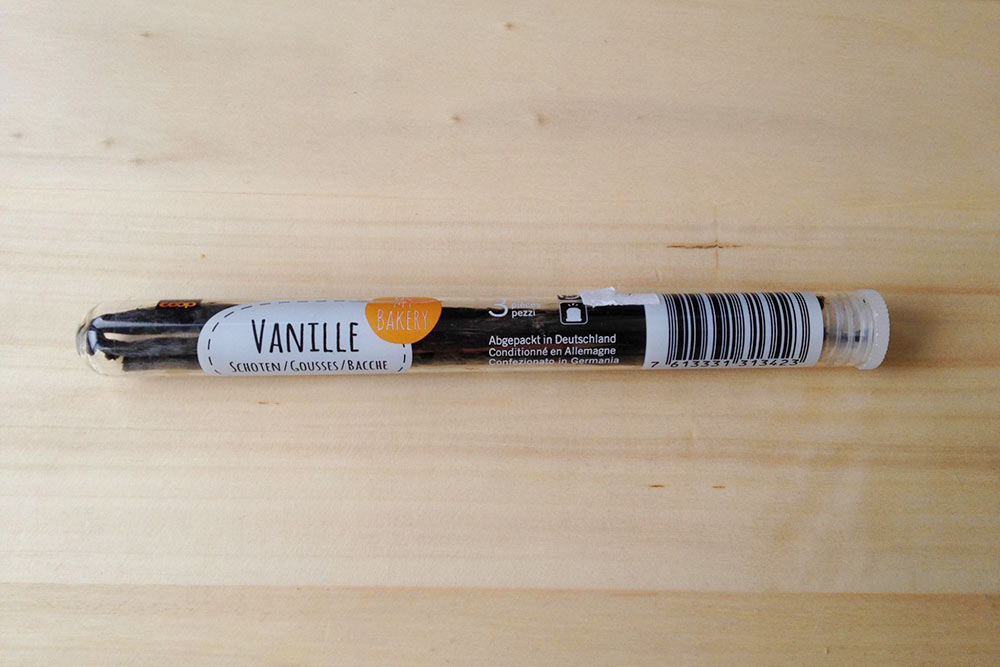 coop
VANILLE
SCHOTEN/GOUSSES/BACCHE
BAKERY
3 pièces
pezzi
Abgepackt in Deutschland
Conditionné en Allemagne
Confezionato in Germania
7 613331 313423